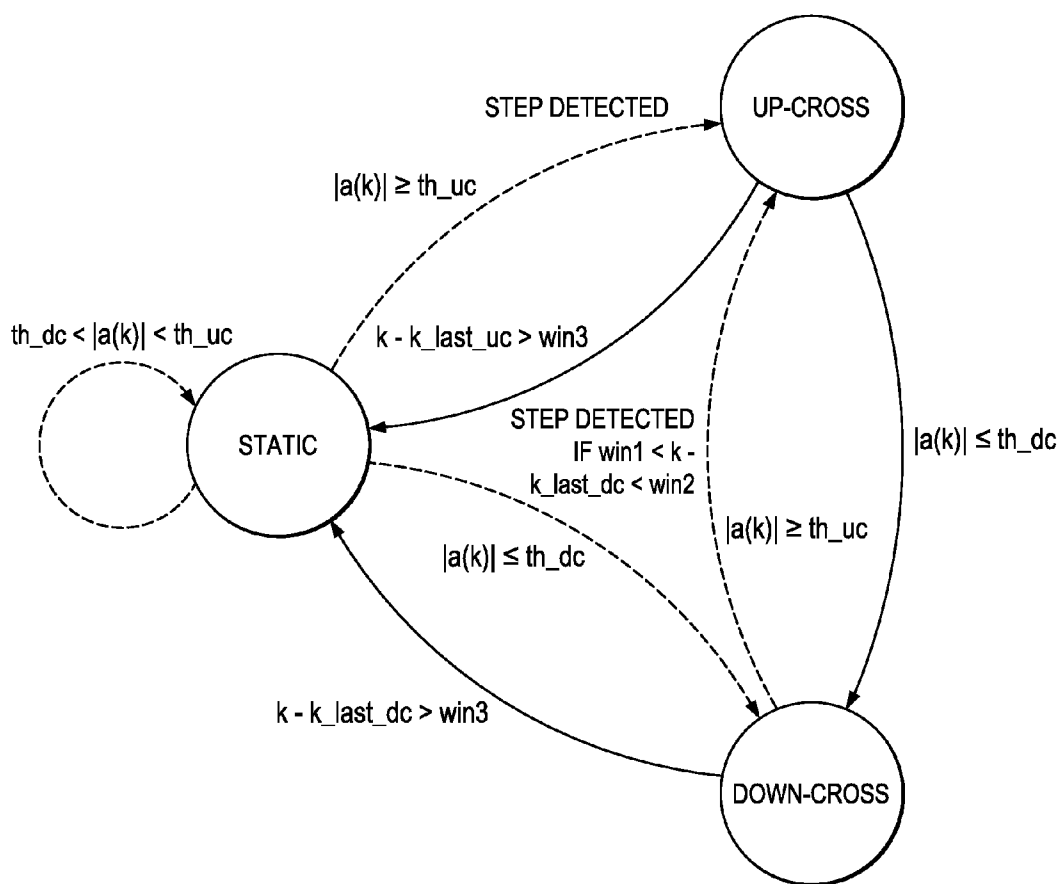 UP-CROSS
STEP DETECTED
|a(k)| ≥ th_uc
th_dc < |a(k)| < th_uc
k - k_last_uc > win3
STATIC
STEP DETECTED
IF win1 < k -
k_last_dc < win2
|a(k)| ≤ th_dc
|a(k)| ≥ th_uc
|a(k)| ≤ th_dc
k - k_last_dc > win3
DOWN-CROSS